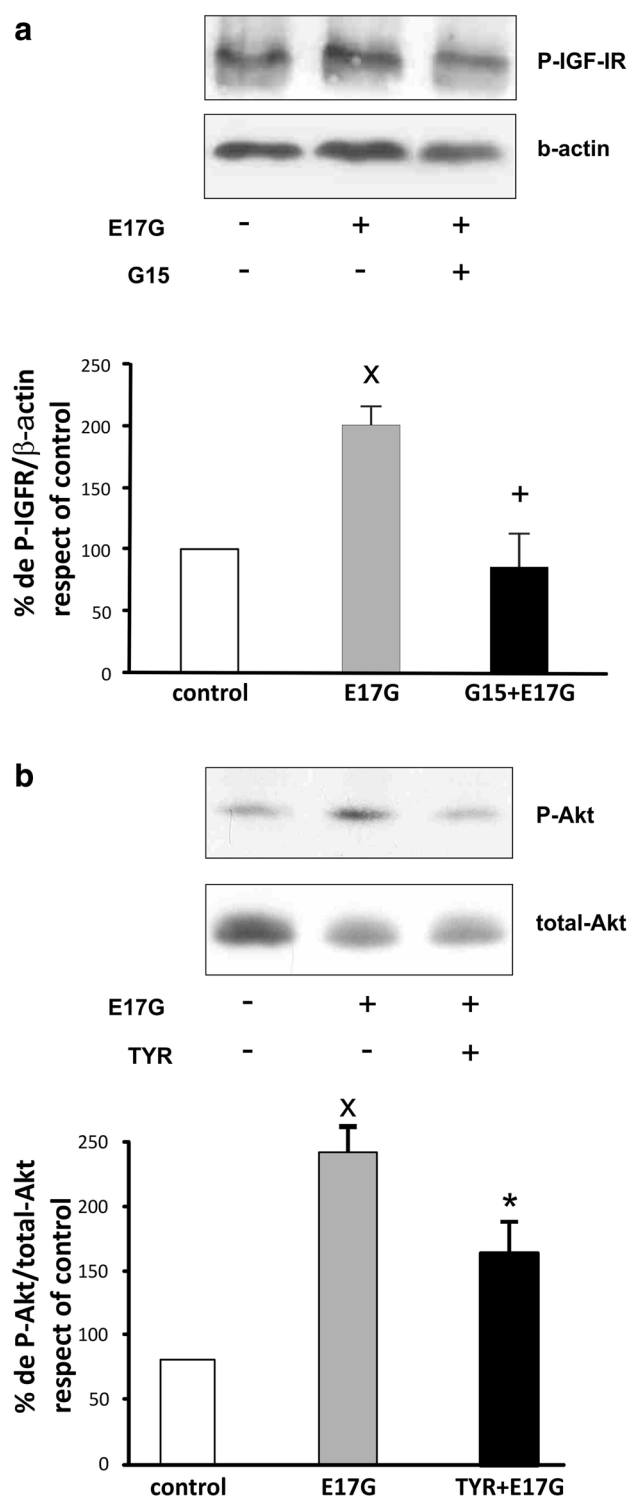 a
P-IGF-IR
b-actin
E17G - + +
G15 - - +
% de P-IGFR/β-actin
respect of control
250
200
150
100
50
0
x
+
control E17G G15+E17G
b
P-Akt
total-Akt
E17G - + +
TYR - - +
% de P-Akt/total-Akt
respect of control
250
200
150
100
50
0
x
*
control E17G TYR+E17G